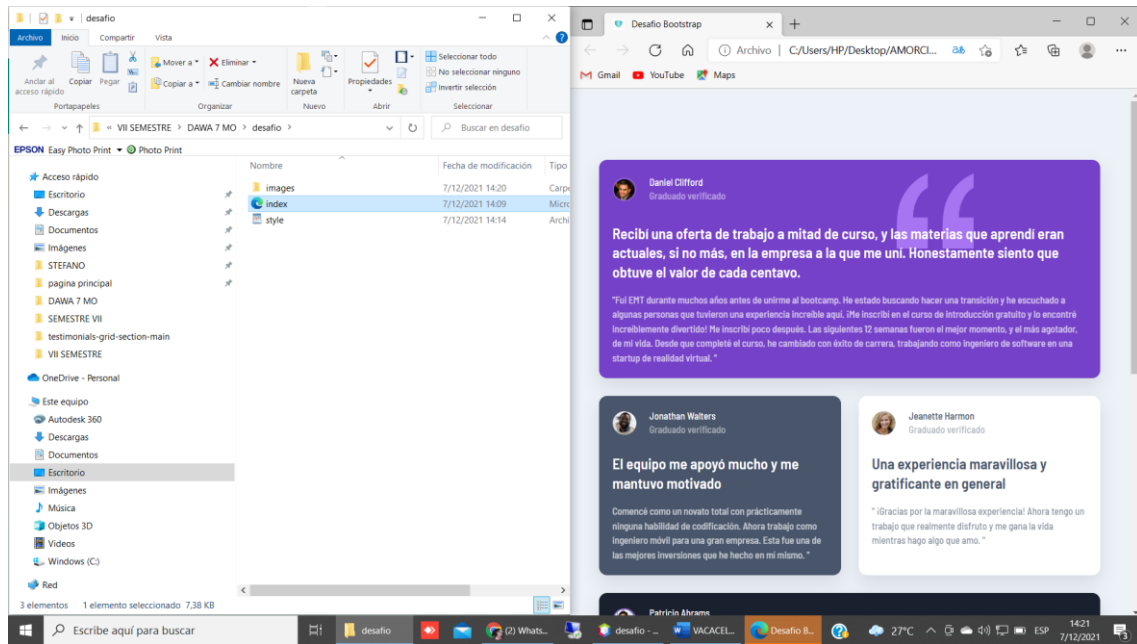 desafio
Archivo Inicio Compartir Vista
Anclar al acceso rápido
Copiar
Pegar
Mover a
Copiar a
Eliminar
Cambiar nombre
Nueva carpeta
Propiedades
Seleccionar todo
No seleccionar ninguno
Invertir selección
Portapapeles Organizar Nuevo Abrir Seleccionar
« VII SEMESTRE > DAWA 7 MO > desafio >
Buscar en desafio
EPSON Easy Photo Print Photo Print
Nombre Fecha de modificación Tipo
images 7/12/2021 14:20 Carp
index 7/12/2021 14:09 Micro
style 7/12/2021 14:14 Archi
Acceso rápido
Escritorio
Descargas
Documentos
Imágenes
STEFANO
pagina principal
DAWA 7 MO
SEMESTRE VII
testimonials-grid-section-main
VII SEMESTRE
OneDrive - Personal
Este equipo
Autodesk 360
Descargas
Documentos
Escritorio
Imágenes
Música
Objetos 3D
Vídeos
Windows (C:)
Red
3 elementos 1 elemento seleccionado 7,38 KB
Desafio Bootstrap
Archivo C:/Users/HP/Desktop/AMORCI...
Gmail YouTube Maps
Daniel Clifford
Graduado verificado
Recibí una oferta de trabajo a mitad de curso, y las materias que aprendí eran
actuales, si no más, en la empresa a la que me uní. Honestamente siento que
obtuve el valor de cada centavo.
"Fui EMT durante muchos años antes de unirme al bootcamp. He estado buscando hacer una transición y he escuchado a
algunas personas que tuvieron una experiencia increíble aquí. ¡Me inscribí en el curso de introducción gratuito y lo encontré
increíblemente divertido! Me inscribí poco después. Las siguientes 12 semanas fueron el mejor momento, y el más agotador,
de mi vida. Desde que completé el curso, he cambiado con éxito de carrera, trabajando como ingeniero de software en una
startup de realidad virtual. "
Jonathan Walters
Graduado verificado
El equipo me apoyó mucho y me
mantuvo motivado
Comencé como un novato total con prácticamente
ninguna habilidad de codificación. Ahora trabajo como
ingeniero móvil para una gran empresa. Esta fue una de
las mejores inversiones que he hecho en mí mismo. "
Jeanette Harmon
Graduado verificado
Una experiencia maravillosa y
gratificante en general
" ¡Gracias por la maravillosa experiencia! Ahora tengo un
trabajo que realmente disfruto y me gana la vida
mientras hago algo que amo. "
Patricio Abrams
Escribe aquí para buscar
desafio
(2) Whats...
desafio - ...
VACACEL...
Desafio B...
27°C
ESP
14:21
7/12/2021